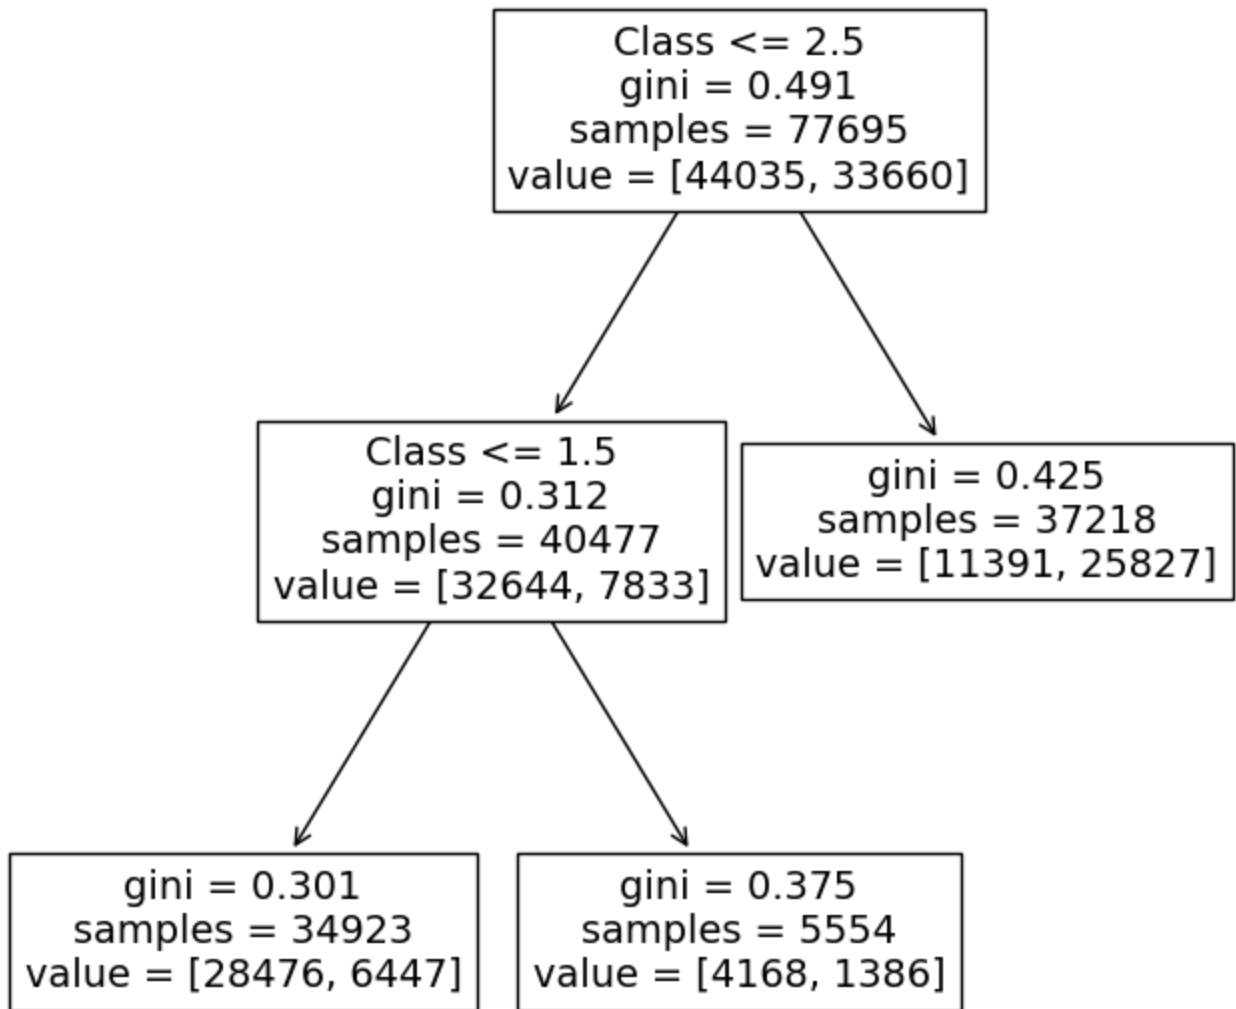 Class <= 2.5
gini = 0.491
samples = 77695
value = [44035, 33660]
Class <= 1.5
gini = 0.312
samples = 40477
value = [32644, 7833]
gini = 0.425
samples = 37218
value = [11391, 25827]
gini = 0.301
samples = 34923
value = [28476, 6447]
gini = 0.375
samples = 5554
value = [4168, 1386]